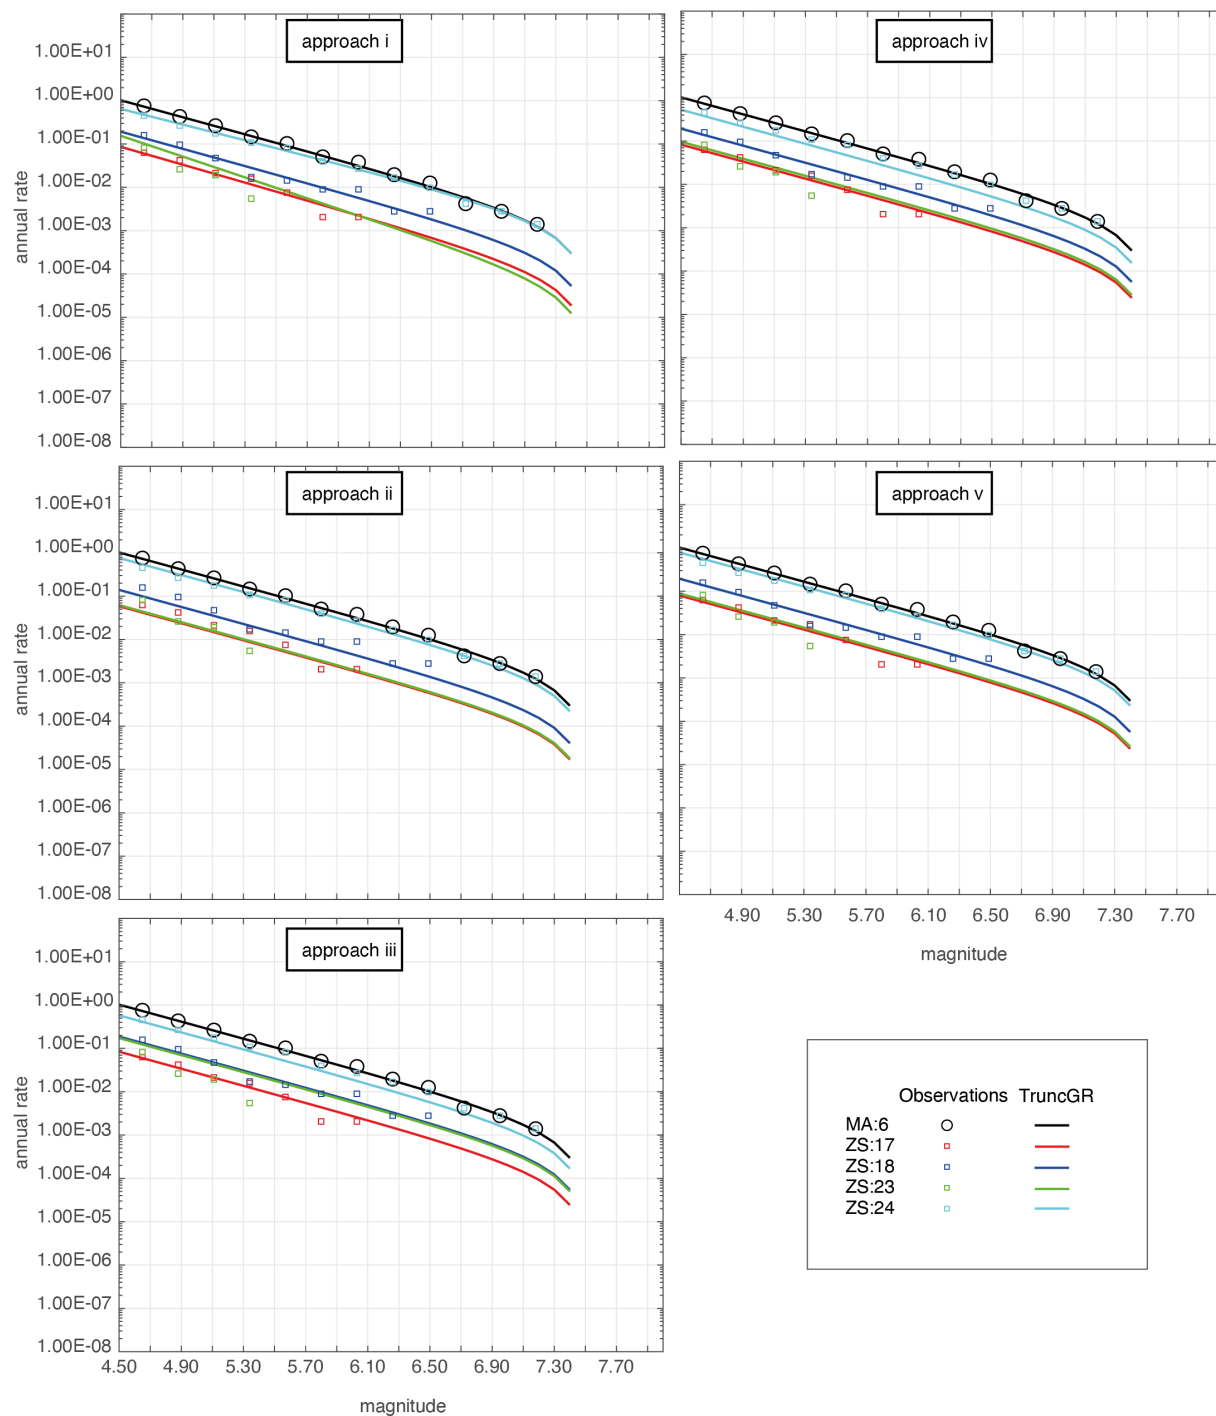 approach i
1.00E+01
1.00E+00
1.00E-01
1.00E-02
1.00E-03
1.00E-04
1.00E-05
1.00E-06
1.00E-07
1.00E-08
annual rate
approach iv
approach ii
1.00E+01
1.00E+00
1.00E-01
1.00E-02
1.00E-03
1.00E-04
1.00E-05
1.00E-06
1.00E-07
1.00E-08
annual rate
approach v
4.90 5.30 5.70 6.10 6.50 6.90 7.30 7.70
magnitude
approach iii
1.00E+01
1.00E+00
1.00E-01
1.00E-02
1.00E-03
1.00E-04
1.00E-05
1.00E-06
1.00E-07
1.00E-08
annual rate
4.50 4.90 5.30 5.70 6.10 6.50 6.90 7.30 7.70
magnitude
Observations TruncGR
MA:6
ZS:17
ZS:18
ZS:23
ZS:24